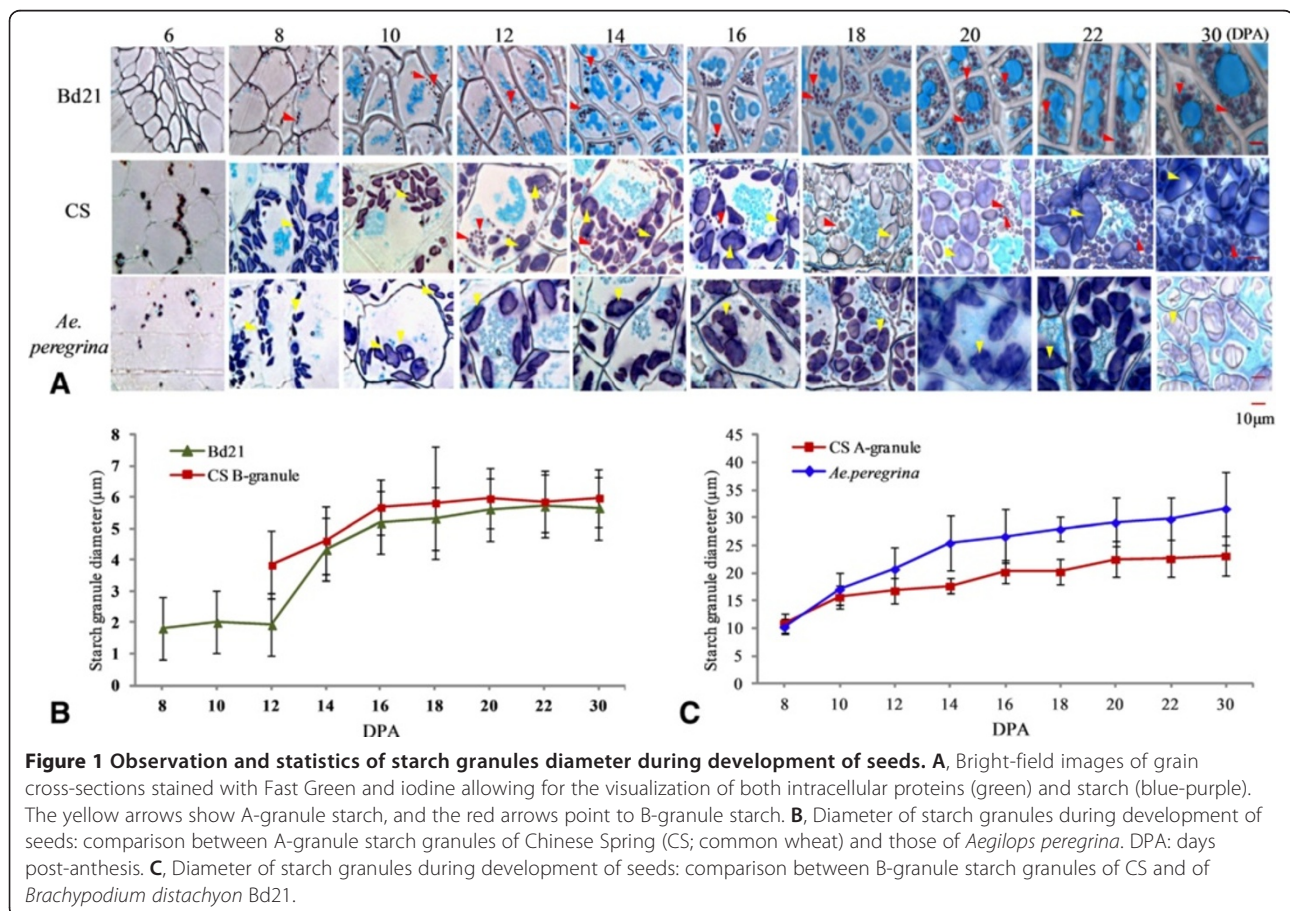 6 8 10 12 14 16 18 20 22 30 (DPA)
Bd21
CS
Ae.
peregrina
A
10µm
8
7
6
5
4
3
2
1
0
Starch granule diameter (µm)
Bd21
CS B-granule
8 10 12 14 16 18 20 22 30
B
DPA
45
40
35
30
25
20
15
10
5
0
Starch granule diameter (µm)
CS A-granule
Ae.peregrina
8 10 12 14 16 18 20 22 30
C
DPA
Figure 1 Observation and statistics of starch granules diameter during development of seeds. A, Bright-field images of grain
cross-sections stained with Fast Green and iodine allowing for the visualization of both intracellular proteins (green) and starch (blue-purple).
The yellow arrows show A-granule starch, and the red arrows point to B-granule starch. B, Diameter of starch granules during development of
seeds: comparison between A-granule starch granules of Chinese Spring (CS; common wheat) and those of Aegilops peregrina. DPA: days
post-anthesis. C, Diameter of starch granules during development of seeds: comparison between B-granule starch granules of CS and of
Brachypodium distachyon Bd21.